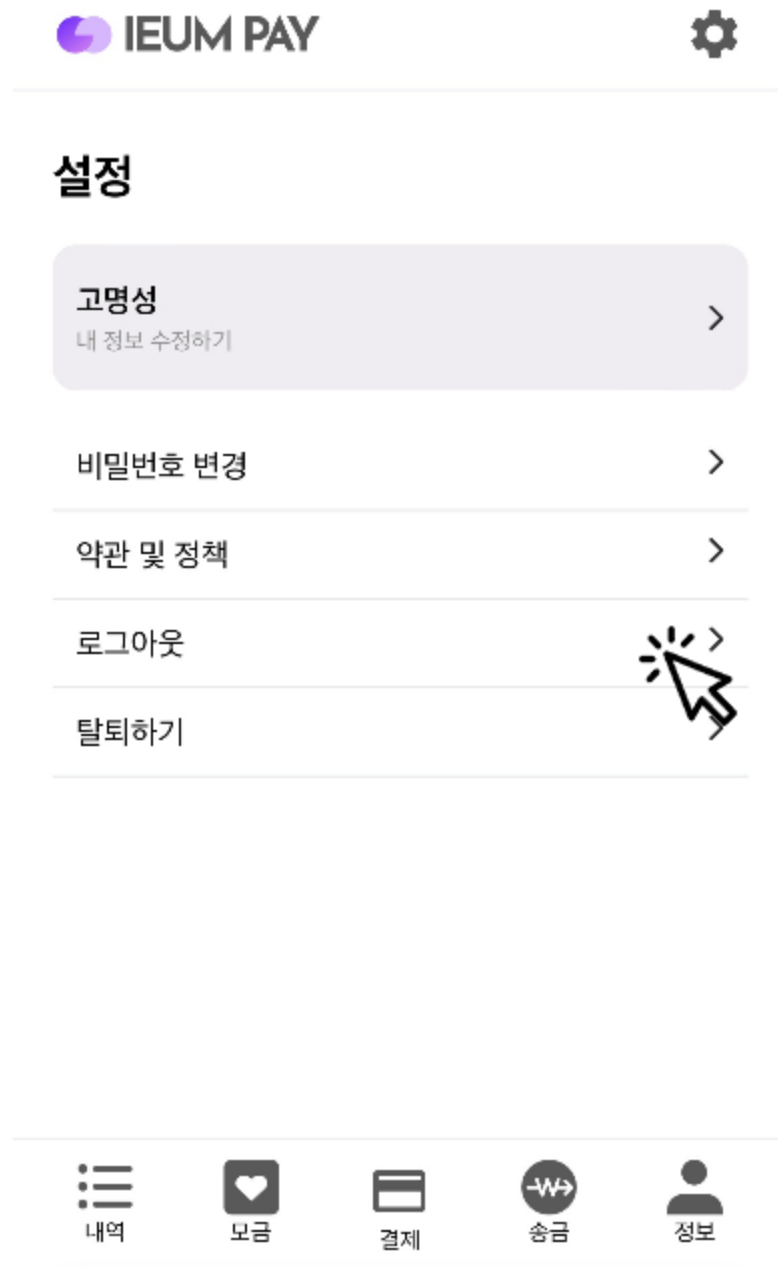 IEUM PAY
설정
고명성
내 정보 수정하기
비밀번호 변경
약관 및 정책
로그아웃
탈퇴하기
내역 모금 결제 송금 정보